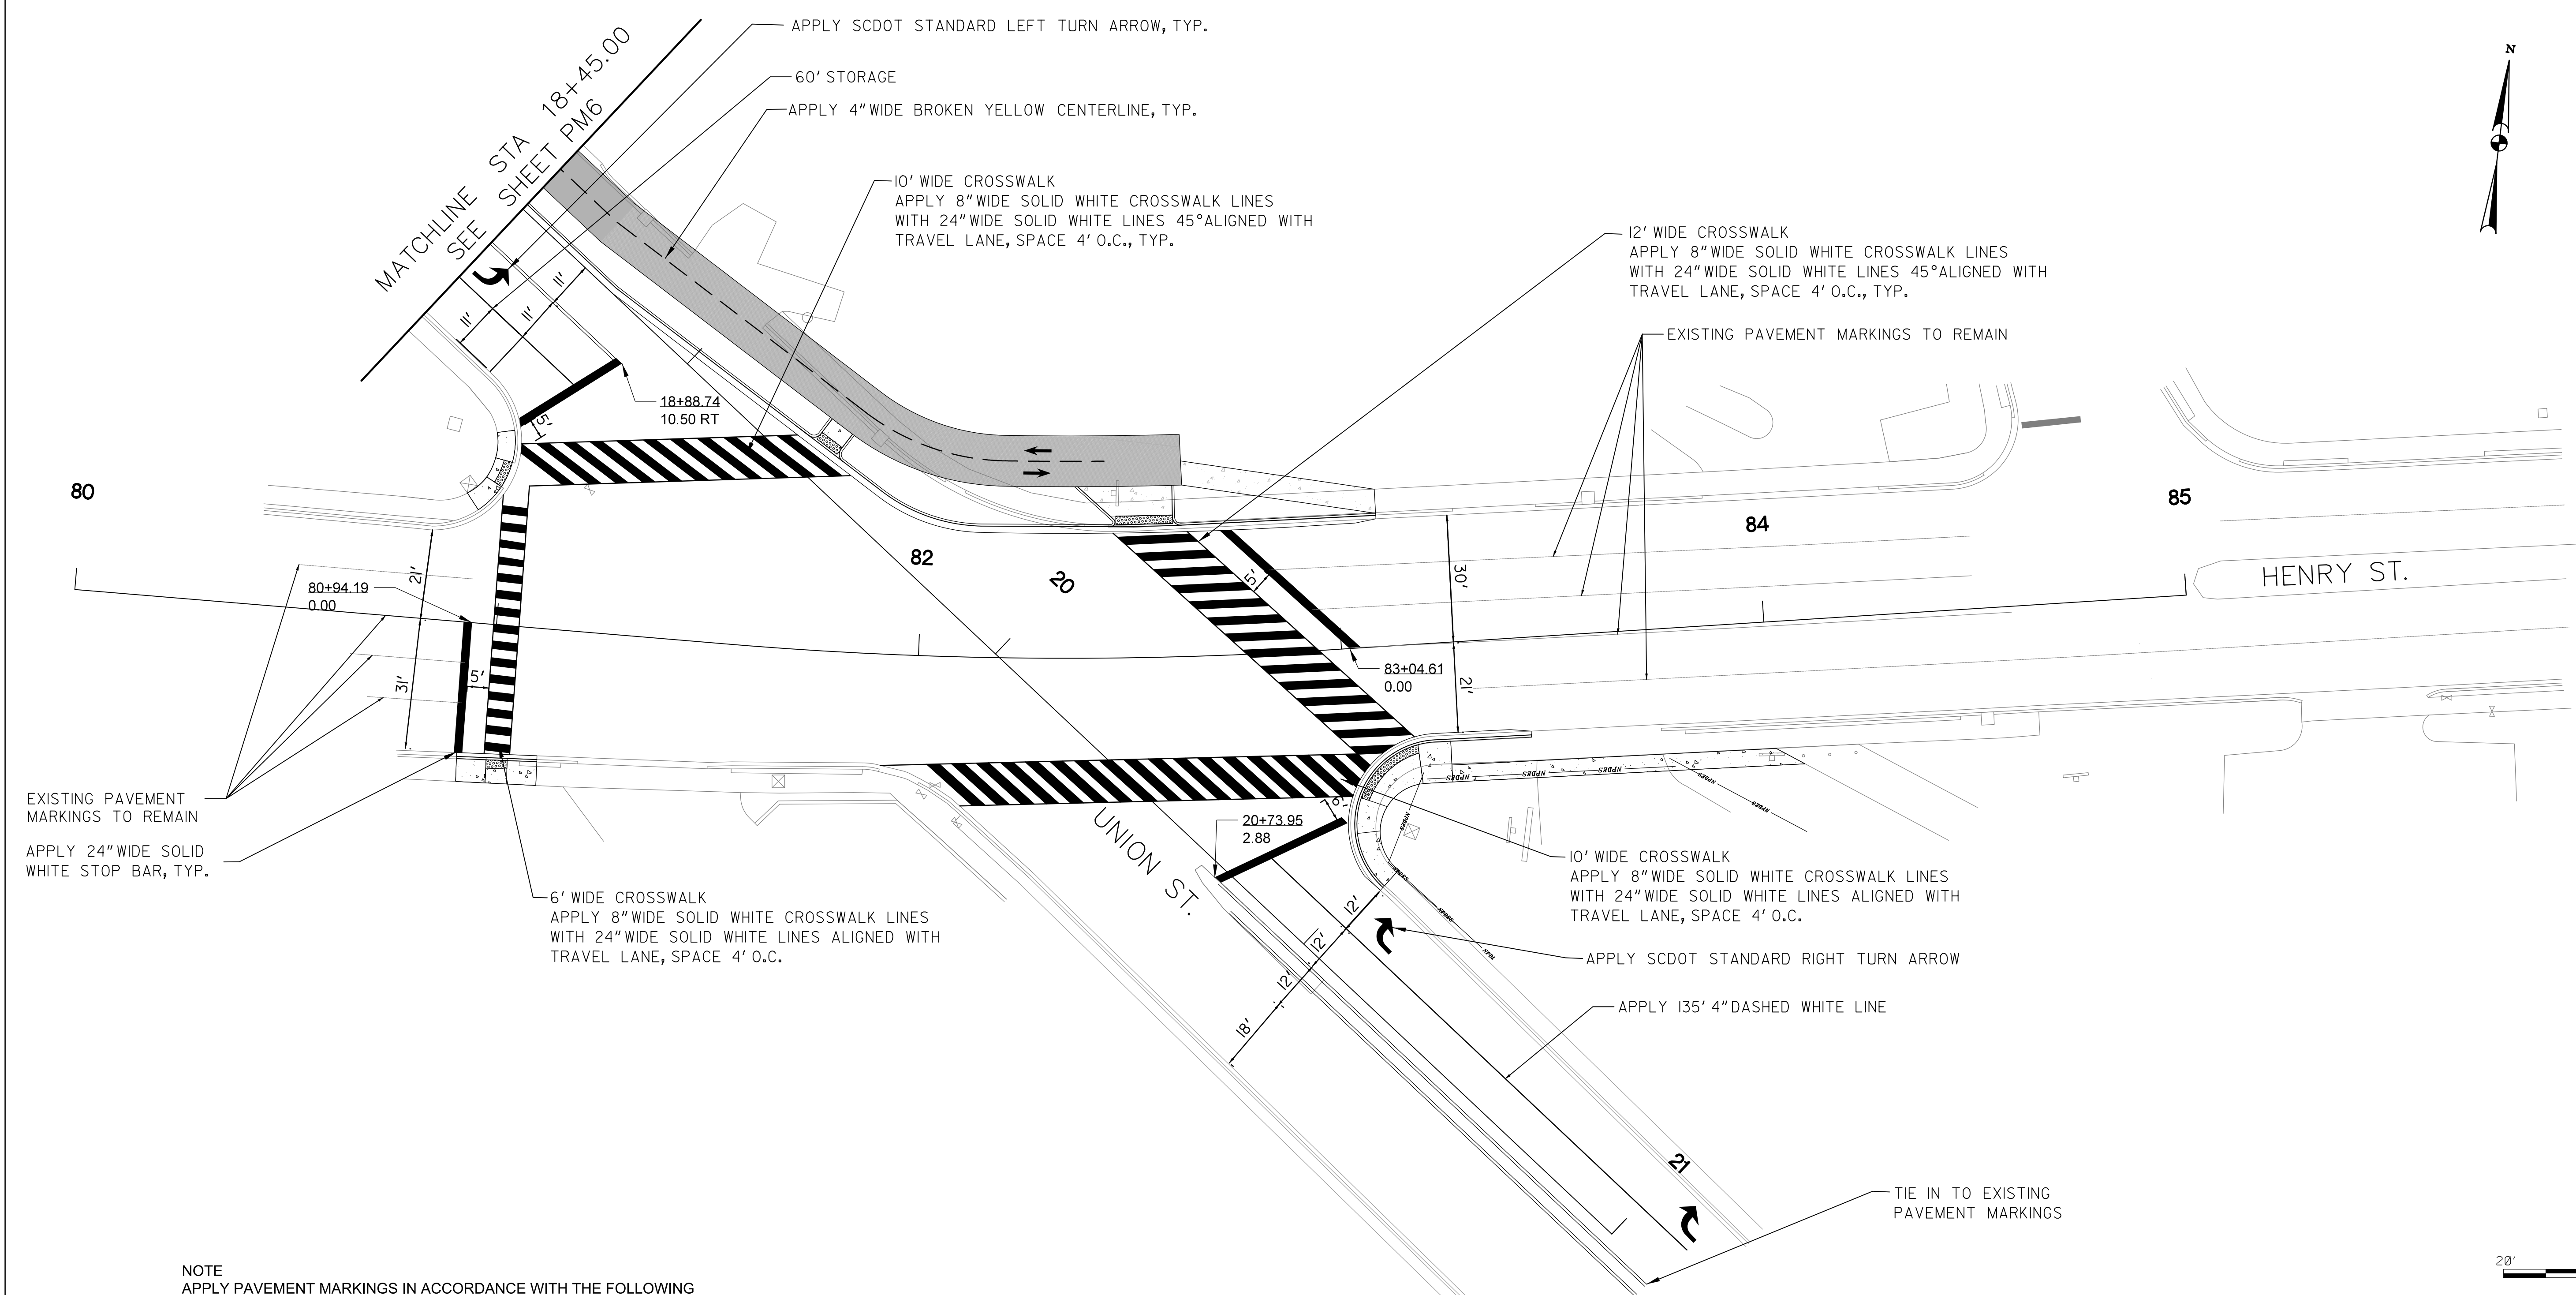 APPLY SCDOT STANDARD LEFT TURN ARROW, TYP.
60' STORAGE
APPLY 4" WIDE BROKEN YELLOW CENTERLINE, TYP.
MATCHLINE STA 18+45.00
SEE SHEET PM6
10' WIDE CROSSWALK
APPLY 8" WIDE SOLID WHITE CROSSWALK LINES
WITH 24" WIDE SOLID WHITE LINES 45° ALIGNED WITH
TRAVEL LANE, SPACE 4' O.C., TYP.
12' WIDE CROSSWALK
APPLY 8" WIDE SOLID WHITE CROSSWALK LINES
WITH 24" WIDE SOLID WHITE LINES 45° ALIGNED WITH
TRAVEL LANE, SPACE 4' O.C., TYP.
EXISTING PAVEMENT MARKINGS TO REMAIN
N
11'
11'
11'
18+88.74
10.50 RT
5'
80
82
20
84
85
HENRY ST.
21'
80+94.19
0.00
31'
5'
5'
30'
83+04.61
0.00
21'
EXISTING PAVEMENT
MARKINGS TO REMAIN
APPLY 24" WIDE SOLID
WHITE STOP BAR, TYP.
6' WIDE CROSSWALK
APPLY 8" WIDE SOLID WHITE CROSSWALK LINES
WITH 24" WIDE SOLID WHITE LINES ALIGNED WITH
TRAVEL LANE, SPACE 4' O.C.
UNION ST.
20+73.95
2.88
NPDES NPDES NPDES NPDES NPDES
NPDES
NPDES
NPDES
10' WIDE CROSSWALK
APPLY 8" WIDE SOLID WHITE CROSSWALK LINES
WITH 24" WIDE SOLID WHITE LINES ALIGNED WITH
TRAVEL LANE, SPACE 4' O.C.
12'
12'
12'
18'
APPLY SCDOT STANDARD RIGHT TURN ARROW
APPLY 135' 4" DASHED WHITE LINE
21
TIE IN TO EXISTING
PAVEMENT MARKINGS
20'
NOTE
APPLY PAVEMENT MARKINGS IN ACCORDANCE WITH THE FOLLOWING